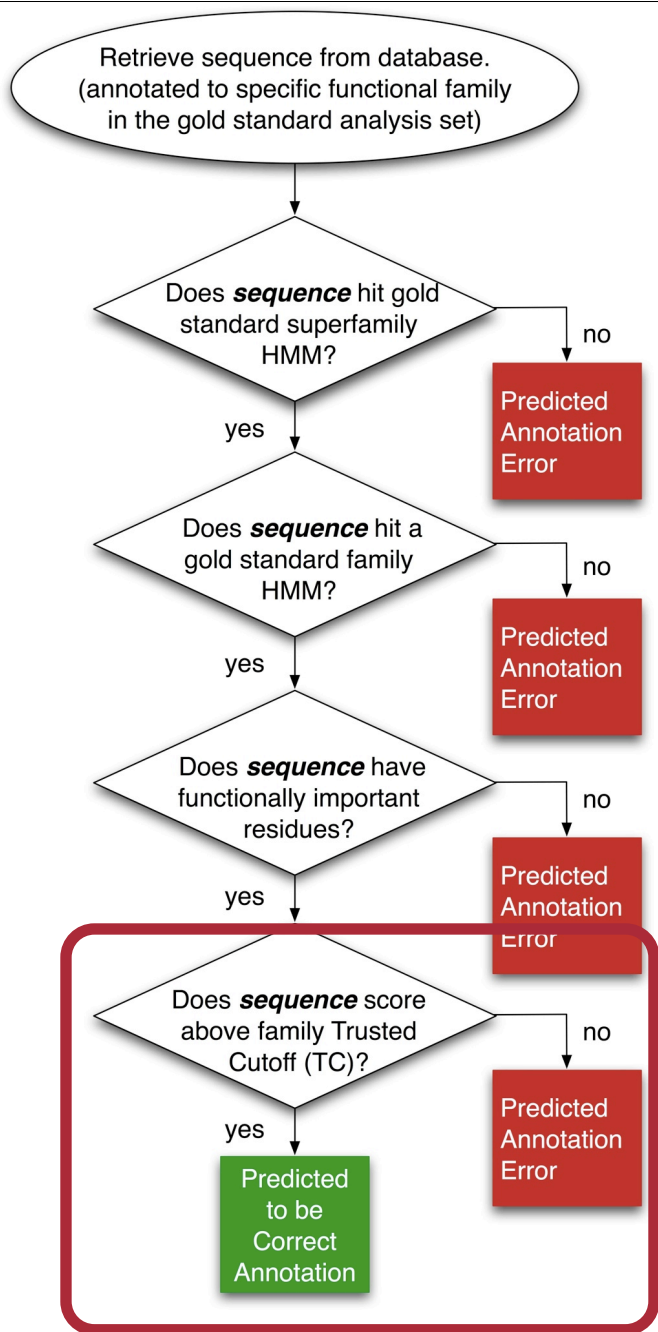 Retrieve sequence from database.
(annotated to specific functional family
in the gold standard analysis set)
Does sequence hit gold
standard superfamily
HMM?
no
Predicted
Annotation
Error
yes
Does sequence hit a
gold standard family
HMM?
no
Predicted
Annotation
Error
yes
Does sequence have
functionally important
residues?
no
Predicted
Annotation
Error
yes
Does sequence score
above family Trusted
Cutoff (TC)?
no
Predicted
Annotation
Error
yes
Predicted
to be
Correct
Annotation